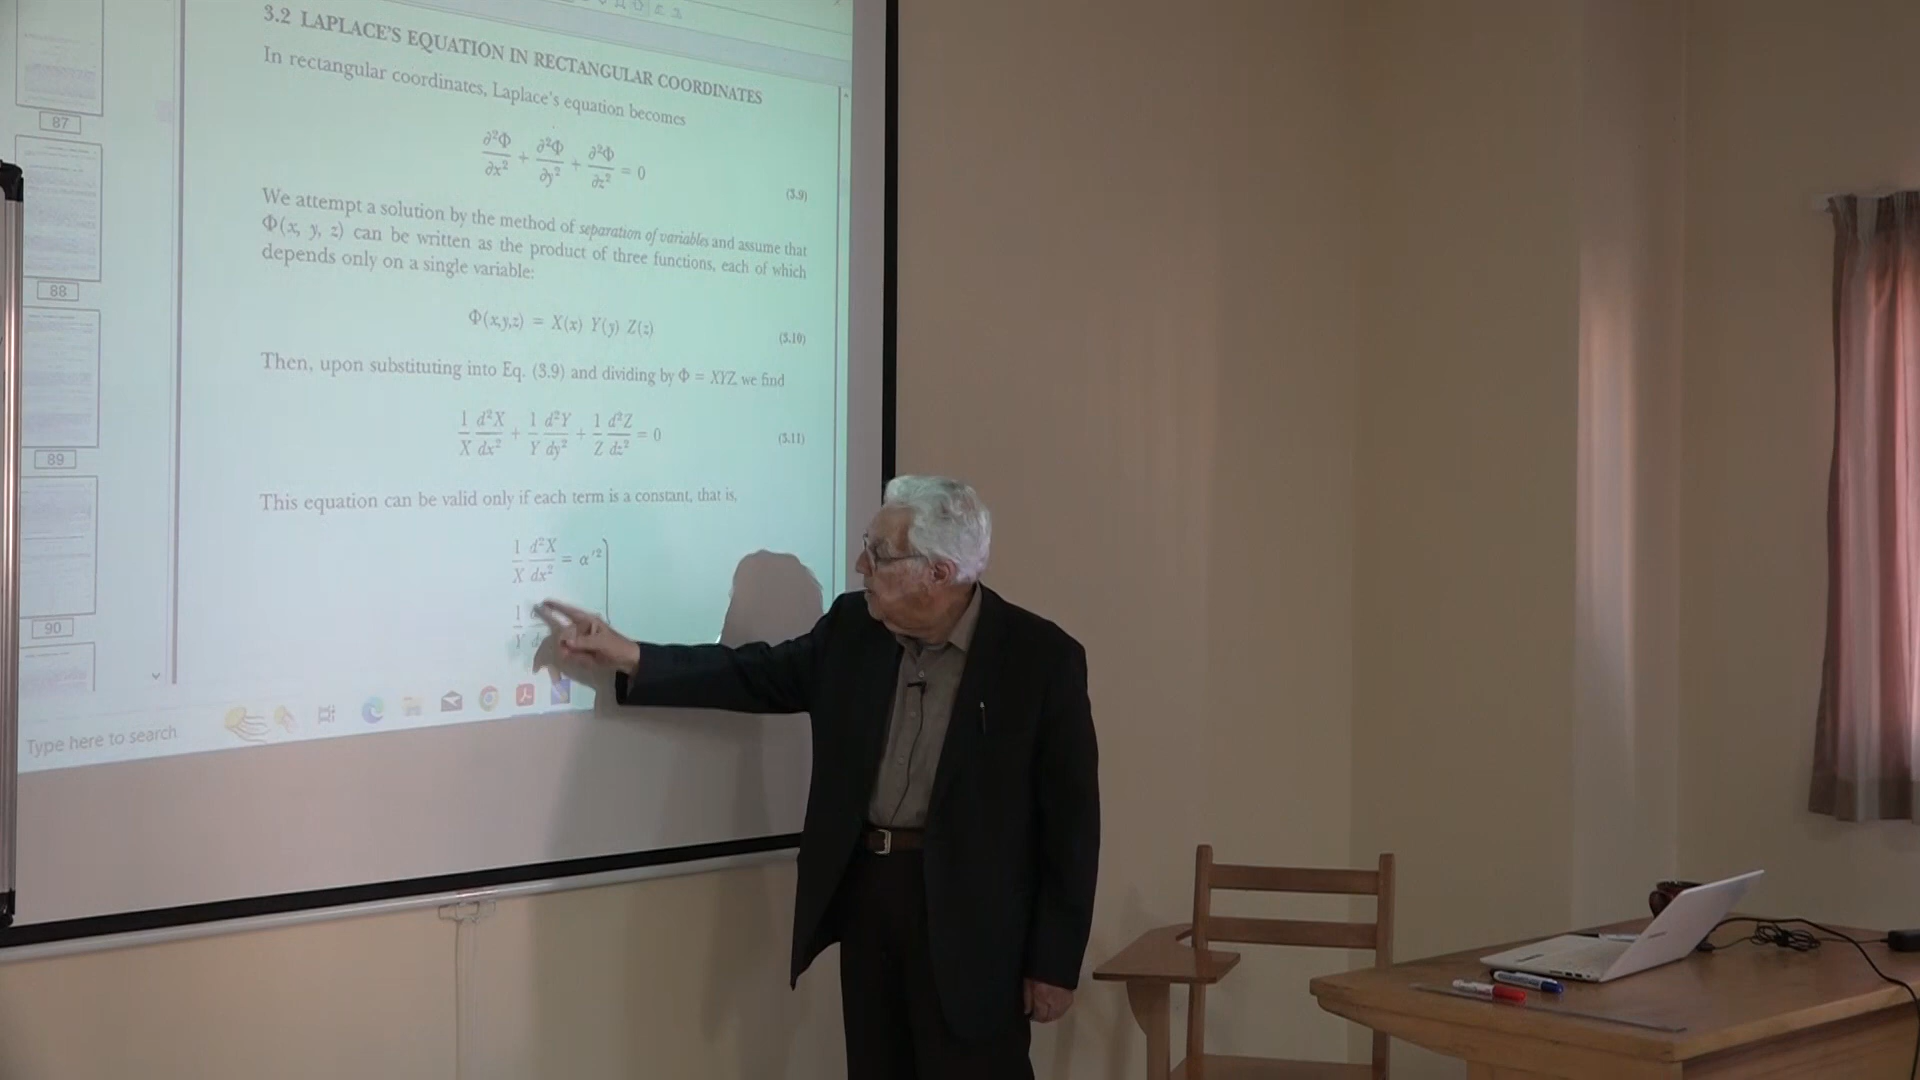 3.2 LAPLACE'S EQUATION IN RECTANGULAR COORDINATES
In rectangular coordinates, Laplace's equation becomes
∂²Φ/∂x² + ∂²Φ/∂y² + ∂²Φ/∂z² = 0 (3.9)
We attempt a solution by the method of separation of variables and assume that
Φ(x, y, z) can be written as the product of three functions, each of which
depends only on a single variable:
Φ(x,y,z) = X(x) Y(y) Z(z) (3.10)
Then, upon substituting into Eq. (3.9) and dividing by Φ = XYZ we find
1/X d²X/dx² + 1/Y d²Y/dy² + 1/Z d²Z/dz² = 0 (3.11)
This equation can be valid only if each term is a constant, that is,
1/X d²X/dx² = α'²
1/Y d
87
88
89
90
Type here to search